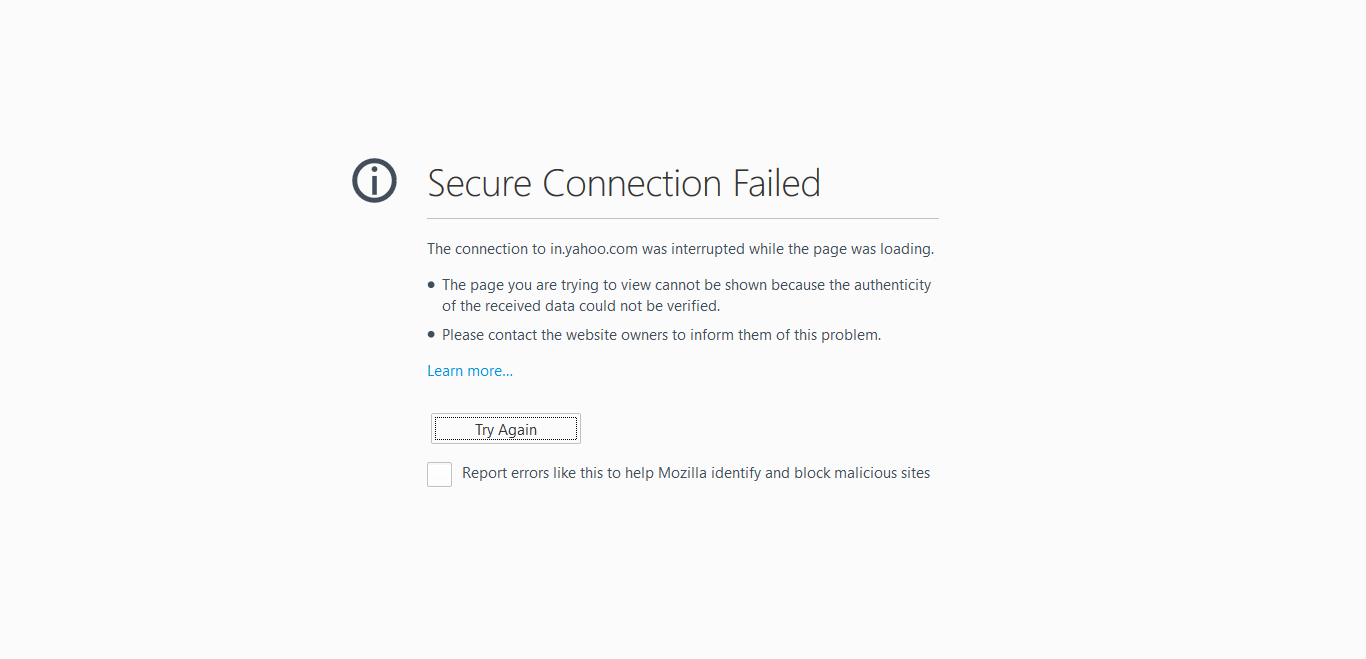 Secure Connection Failed
The connection to in.yahoo.com was interrupted while the page was loading.
The page you are trying to view cannot be shown because the authenticity
of the received data could not be verified.
Please contact the website owners to inform them of this problem.
Learn more...
Try Again
Report errors like this to help Mozilla identify and block malicious sites